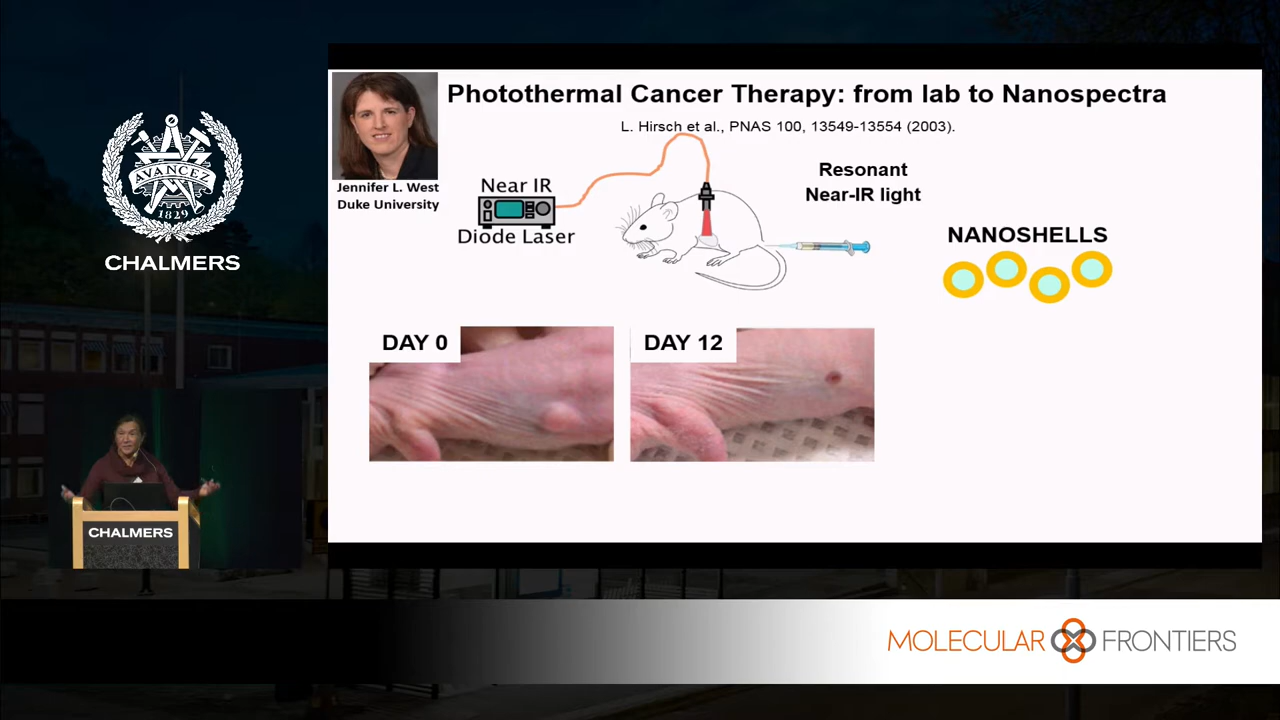 AVANCEZ
1829
CHALMERS
CHALMERS
Photothermal Cancer Therapy: from lab to Nanospectra
L. Hirsch et al., PNAS 100, 13549-13554 (2003).
Jennifer L. West
Duke University
Near IR
Diode Laser
Resonant
Near-IR light
NANOSHELLS
DAY 0
DAY 12
MOLECULAR FRONTIERS